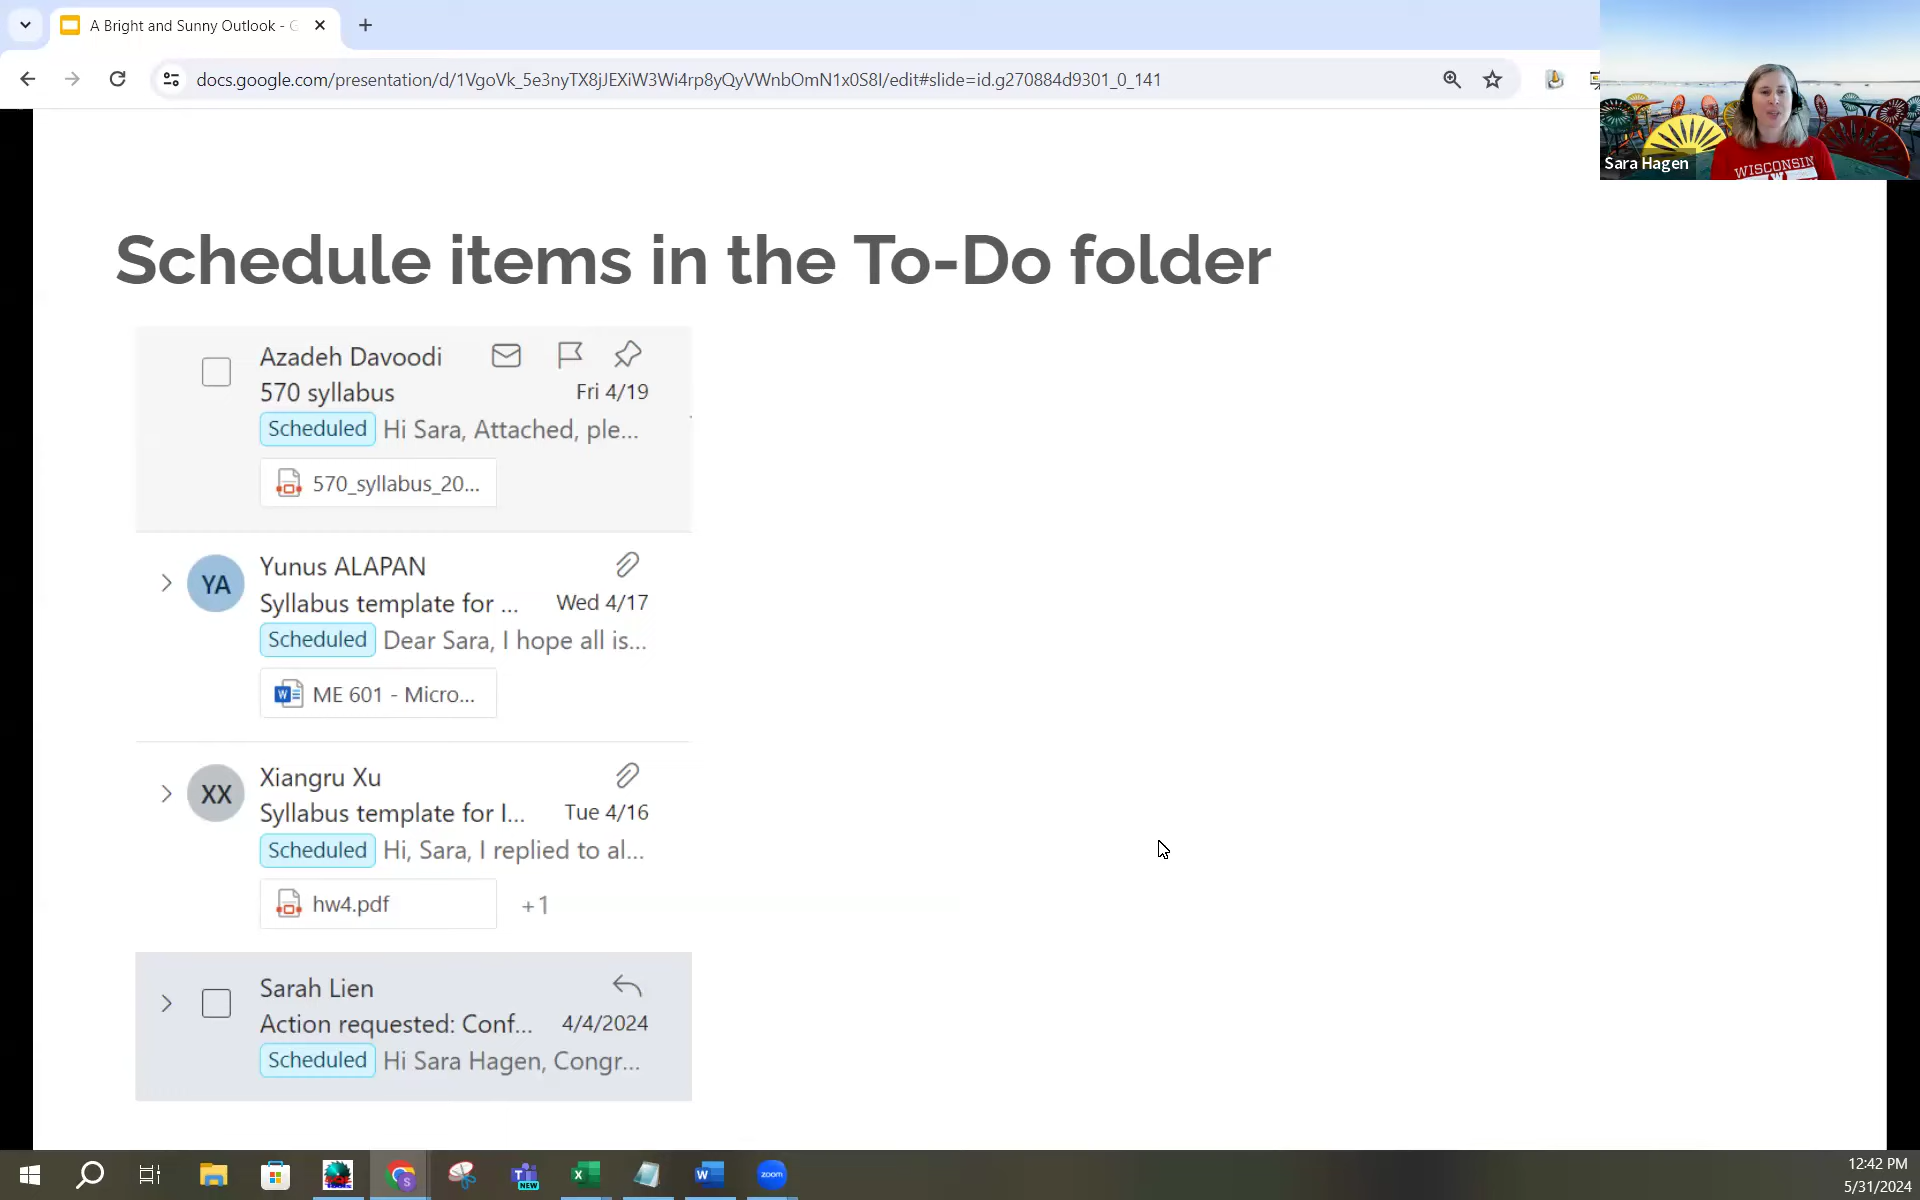 A Bright and Sunny Outlook - G
docs.google.com/presentation/d/1VgoVk_5e3nyTX8jJEXiW3Wi4rp8yQyVWnbOmN1x0S8I/edit#slide=id.g270884d9301_0_141
WISCONSIN
Sara Hagen
Schedule items in the To-Do folder
Azadeh Davoodi
570 syllabus Fri 4/19
Scheduled Hi Sara, Attached, ple...
570_syllabus_20...
YA Yunus ALAPAN
Syllabus template for ... Wed 4/17
Scheduled Dear Sara, I hope all is...
ME 601 - Micro...
XX Xiangru Xu
Syllabus template for I... Tue 4/16
Scheduled Hi, Sara, I replied to al...
hw4.pdf +1
Sarah Lien
Action requested: Conf... 4/4/2024
Scheduled Hi Sara Hagen, Congr...
NEW
zoom
12:42 PM
5/31/2024